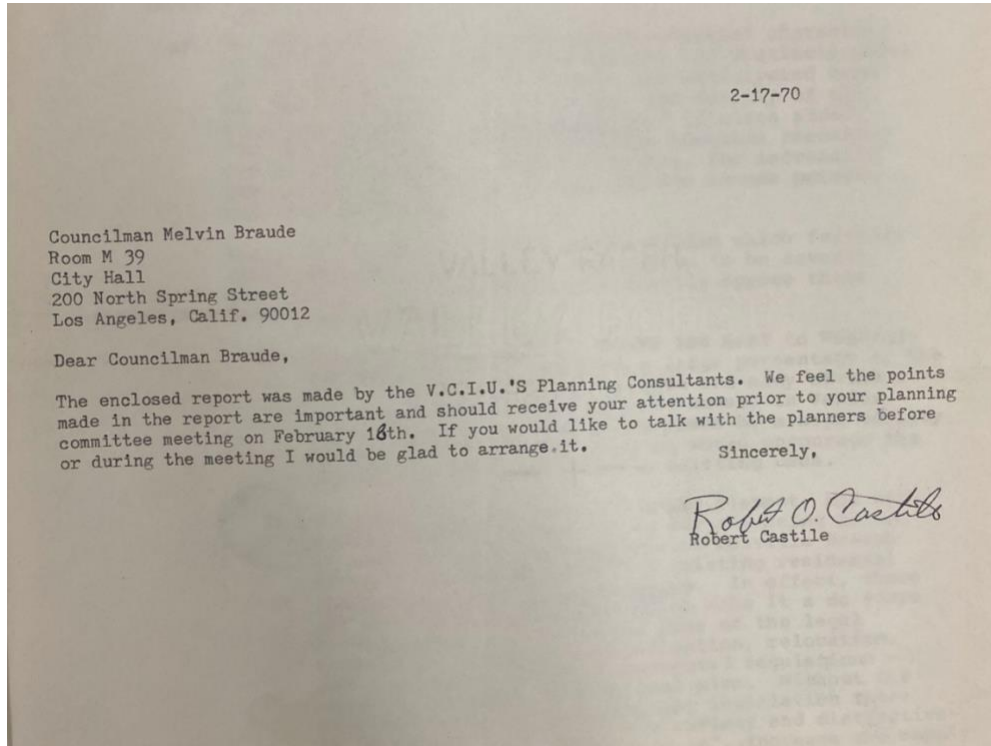 2-17-70
Councilman Melvin Braude
Room M 39
City Hall
200 North Spring Street
Los Angeles, Calif. 90012
Dear Councilman Braude,
The enclosed report was made by the V.C.I.U.'S Planning Consultants. We feel the points
made in the report are important and should receive your attention prior to your planning
committee meeting on February 18th. If you would like to talk with the planners before
or during the meeting I would be glad to arrange it.
Sincerely,
Robert O. Castile
Robert Castile